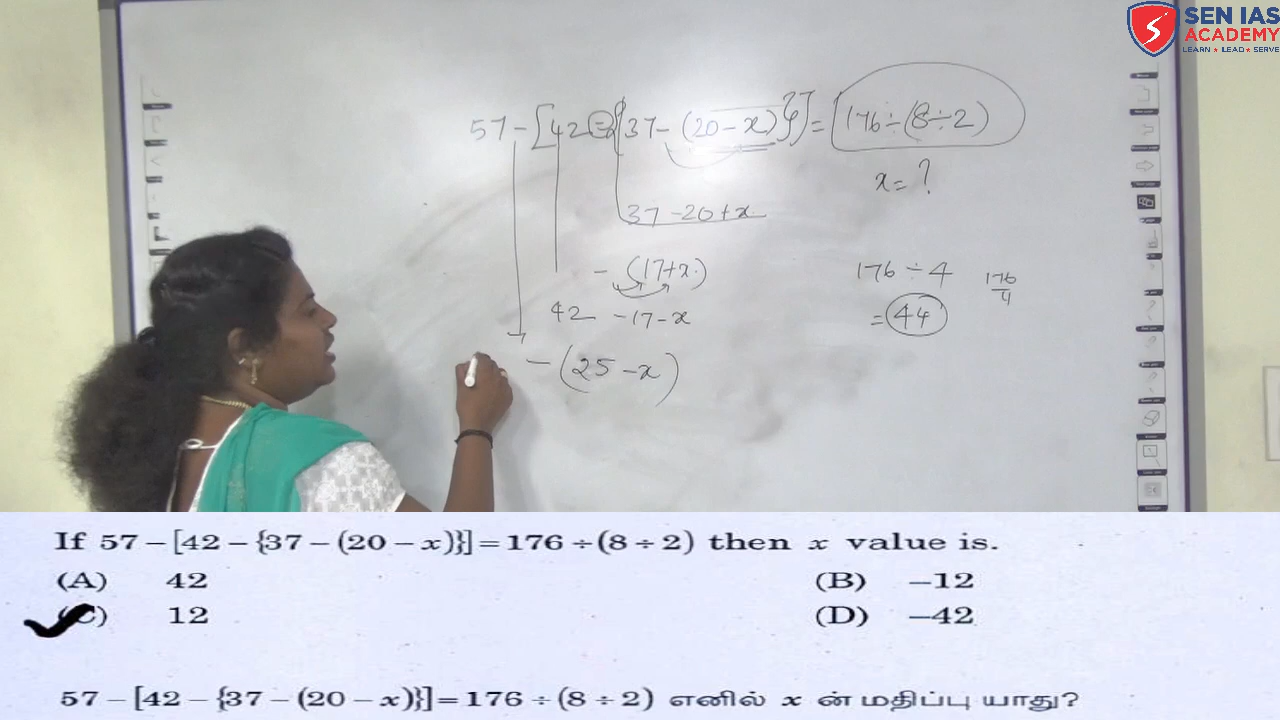 SEN IAS
ACADEMY
LEARN ★ LEAD ★ SERVE
57 - [42 - {37 - (20 - x)}] = 176 ÷ (8 ÷ 2)
x = ?
37 - 20 + x
- (17 + x)
176 ÷ 4
176/4
42 - 17 - x
= 44
- (25 - x)
If 57 – [42 – {37 – (20 – x)}] = 176 ÷ (8 ÷ 2) then x value is.
(A) 42 (B) –12
(C) 12 (D) –42
57 – [42 – {37 – (20 – x)}] = 176 ÷ (8 ÷ 2) எனில் x ன் மதிப்பு யாது?